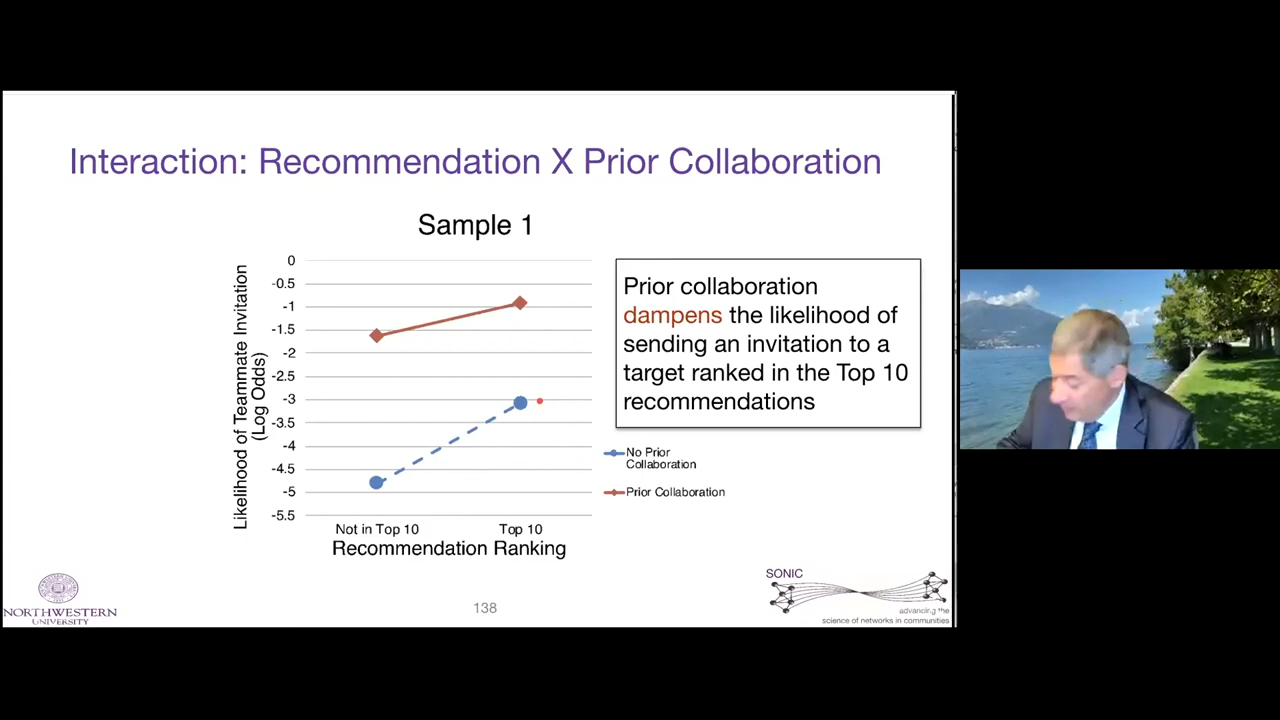 Interaction: Recommendation X Prior Collaboration
Sample 1
Likelihood of Teammate Invitation
(Log Odds)
0
-0.5
-1
-1.5
-2
-2.5
-3
-3.5
-4
-4.5
-5
-5.5
Not in Top 10
Top 10
Recommendation Ranking
Prior collaboration
dampens the likelihood of
sending an invitation to a
target ranked in the Top 10
recommendations
No Prior
Collaboration
Prior Collaboration
NORTHWESTERN
UNIVERSITY
138
SONIC
advancing the
science of networks in communities